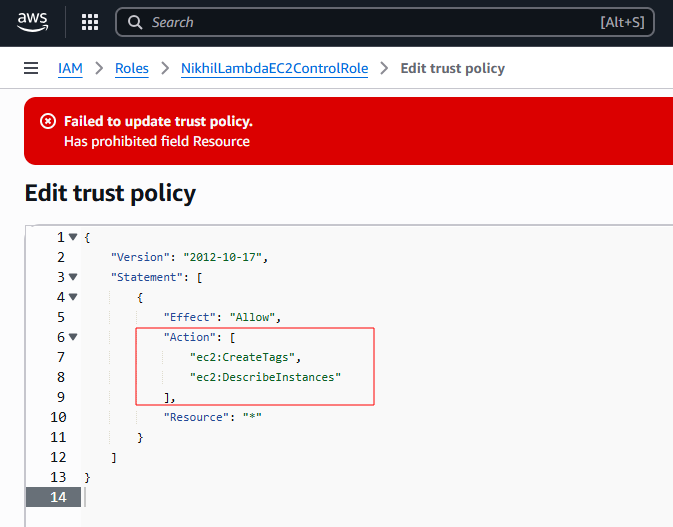 aws
Search [Alt+S]
IAM > Roles > NikhilLambdaEC2ControlRole > Edit trust policy
Failed to update trust policy.
Has prohibited field Resource
Edit trust policy
1 {
2 "Version": "2012-10-17",
3 "Statement": [
4 {
5 "Effect": "Allow",
6 "Action": [
7 "ec2:CreateTags",
8 "ec2:DescribeInstances"
9 ],
10 "Resource": "*"
11 }
12 ]
13 }
14